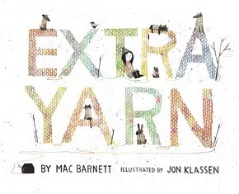 EXTRA
YARN
BY MAC BARNETT ILLUSTRATED BY JON KLASSEN